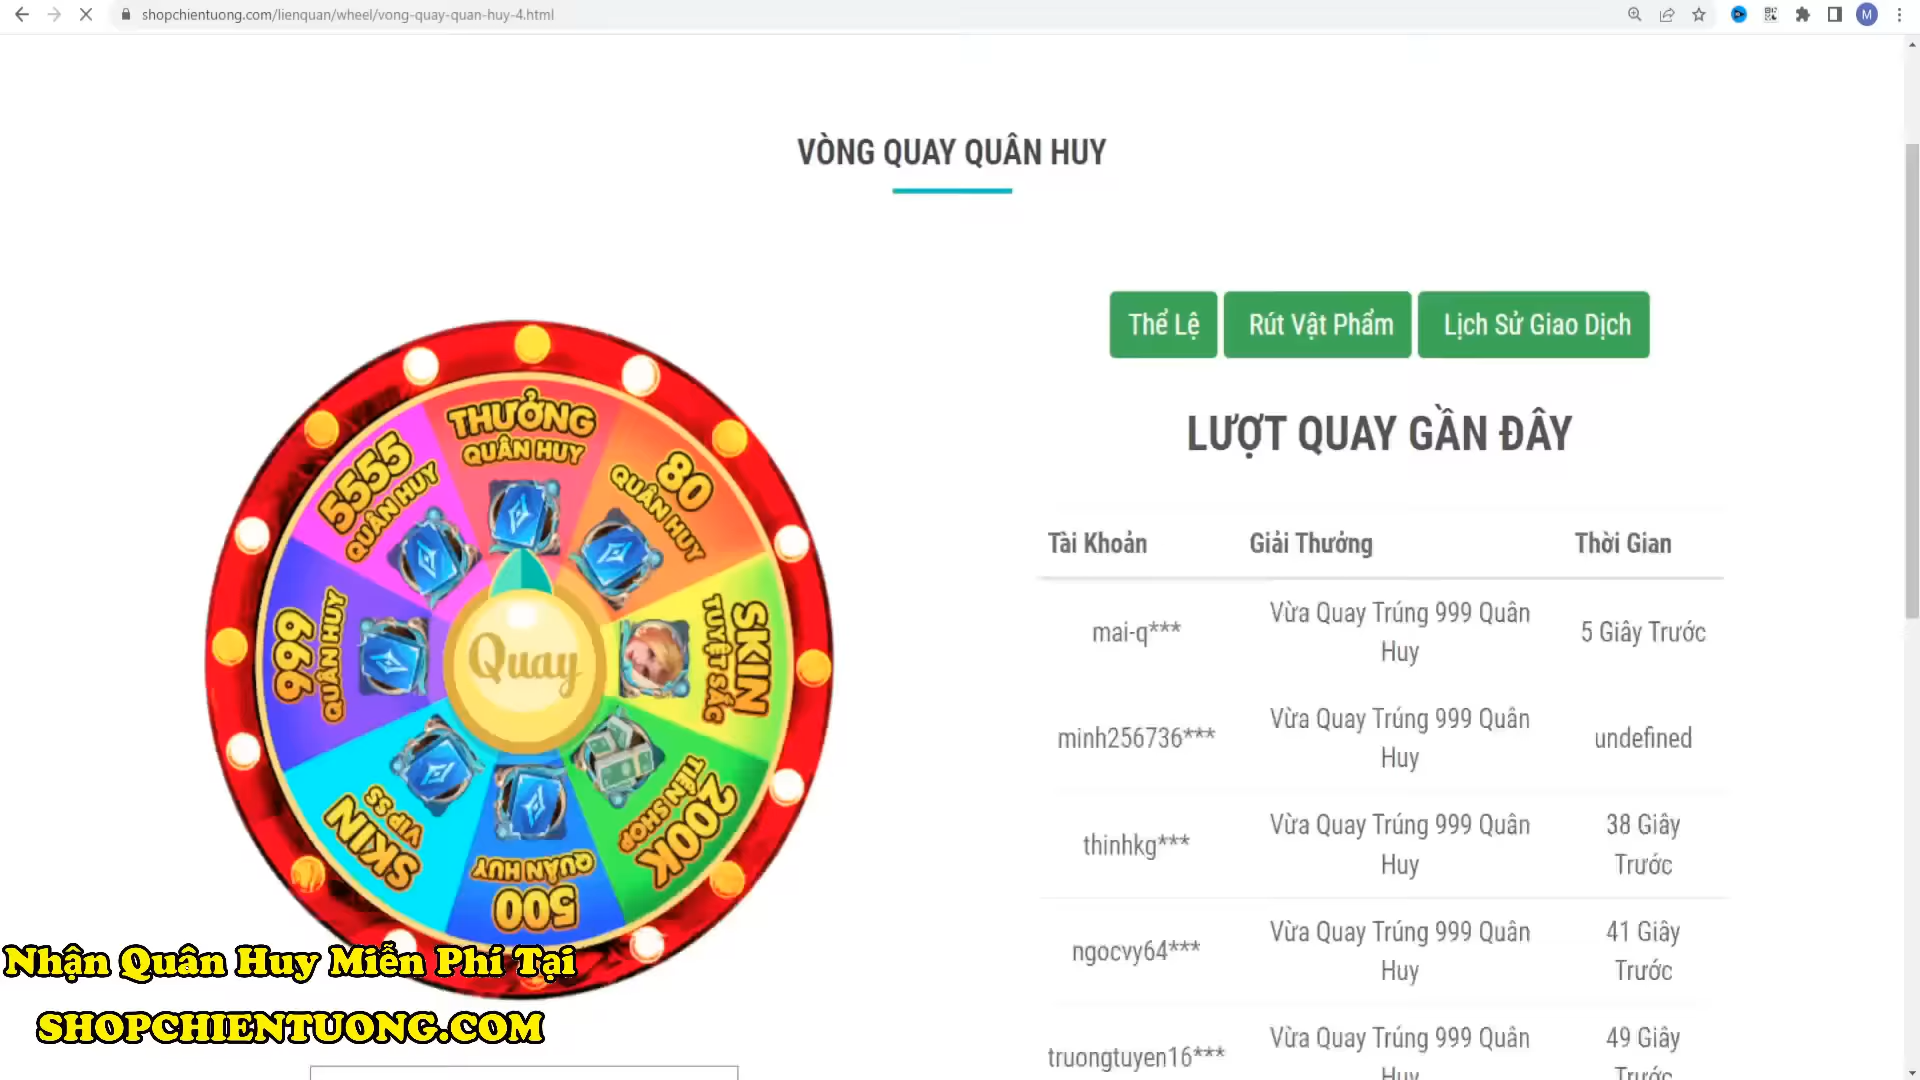 shopchientuong.com/lienquan/wheel/vong-quay-quan-huy-4.html
M
VÒNG QUAY QUÂN HUY
Thể Lệ
Rút Vật Phẩm
Lịch Sử Giao Dịch
THƯỞNG
QUÂN HUY
80
QUÂN HUY
SKIN
TUYỆT SẮC
200K
TIỀN SHOP
500
QUÂN HUY
SKIN
VIP SS
999
QUÂN HUY
5555
QUÂN HUY
Quay
LƯỢT QUAY GẦN ĐÂY
Tài Khoản Giải Thưởng Thời Gian
mai-q*** Vừa Quay Trúng 999 Quân Huy 5 Giây Trước
minh256736*** Vừa Quay Trúng 999 Quân Huy undefined
thinhkg*** Vừa Quay Trúng 999 Quân Huy 38 Giây Trước
ngocvy64*** Vừa Quay Trúng 999 Quân Huy 41 Giây Trước
truongtuyen16*** Vừa Quay Trúng 999 Quân Huy 49 Giây Trước
Nhận Quân Huy Miễn Phí Tại
SHOPCHIENTUONG.COM